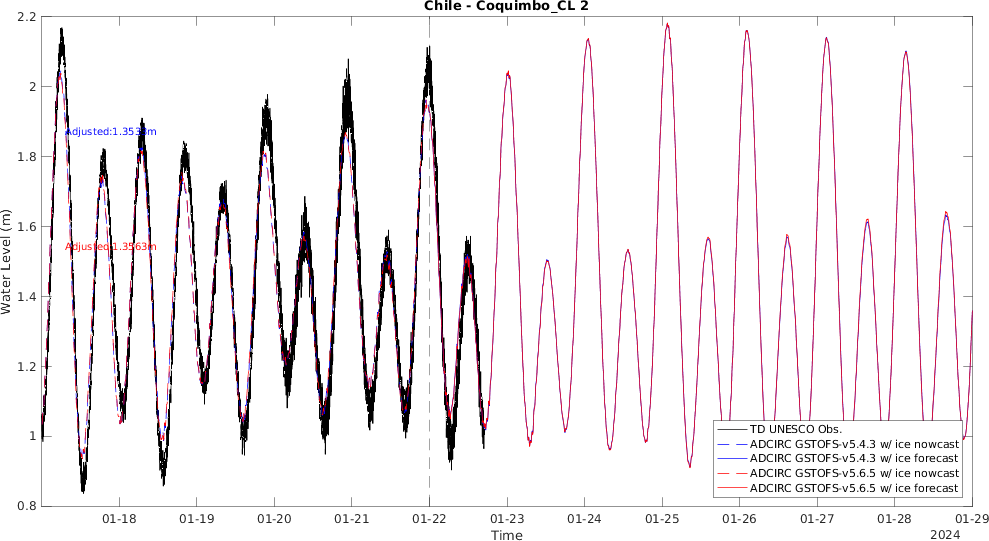 Chile - Coquimbo_CL 2
2.2
2
1.8
1.6
1.4
1.2
1
0.8
Water Level (m)
Adjusted:1.3533m
Adjusted:1.3563m
TD UNESCO Obs.
ADCIRC GSTOFS-v5.4.3 w/ ice nowcast
ADCIRC GSTOFS-v5.4.3 w/ ice forecast
ADCIRC GSTOFS-v5.6.5 w/ ice nowcast
ADCIRC GSTOFS-v5.6.5 w/ ice forecast
01-18 01-19 01-20 01-21 01-22 01-23 01-24 01-25 01-26 01-27 01-28 01-29
Time
2024